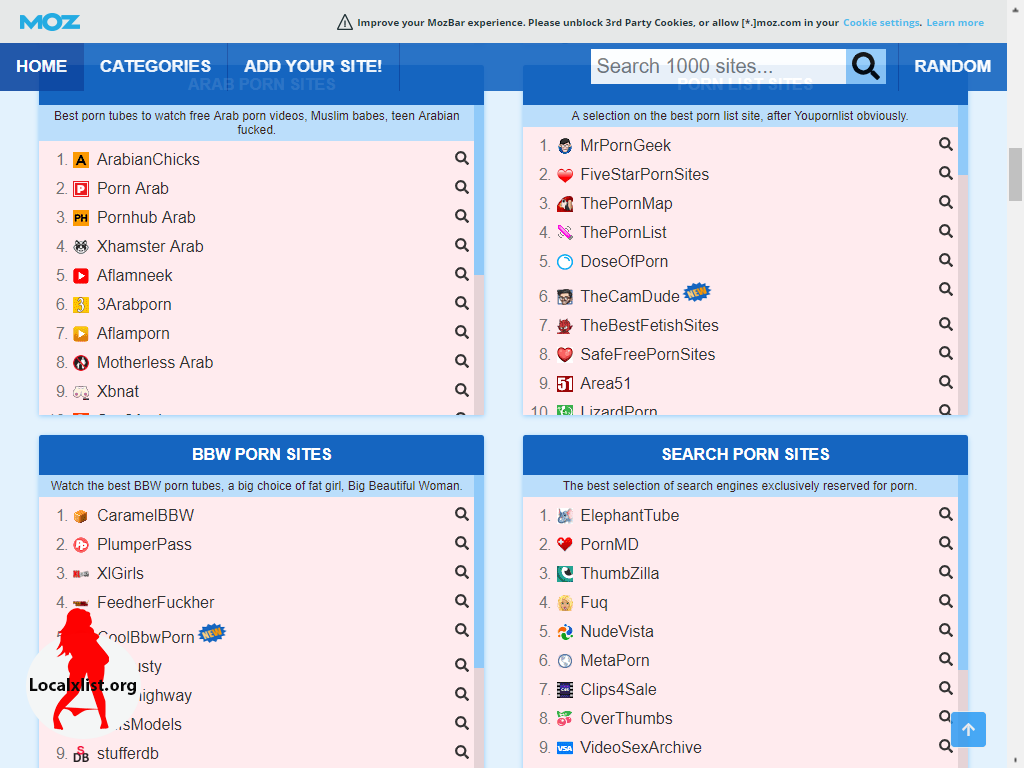 MOZ
Improve your MozBar experience. Please unblock 3rd Party Cookies, or allow [*.]moz.com in your Cookie settings. Learn more
HOME CATEGORIES ADD YOUR SITE! Search 1000 sites... RANDOM
ARAB PORN SITES
Best porn tubes to watch free Arab porn videos, Muslim babes, teen Arabian
fucked.
1. ArabianChicks
2. Porn Arab
3. Pornhub Arab
4. Xhamster Arab
5. Aflamneek
6. 3Arabporn
7. Aflamporn
8. Motherless Arab
9. Xbnat
PORN LIST SITES
A selection on the best porn list site, after Youpornlist obviously.
1. MrPornGeek
2. FiveStarPornSites
3. ThePornMap
4. ThePornList
5. DoseOfPorn
6. TheCamDude NEW
7. TheBestFetishSites
8. SafeFreePornSites
9. Area51
10. LizardPorn
BBW PORN SITES
Watch the best BBW porn tubes, a big choice of fat girl, Big Beautiful Woman.
1. CaramelBBW
2. PlumperPass
3. XlGirls
4. FeedherFuckher
CoolBbwPorn NEW
usty
highway
sModels
9. stufferdb
Localxlist.org
SEARCH PORN SITES
The best selection of search engines exclusively reserved for porn.
1. ElephantTube
2. PornMD
3. ThumbZilla
4. Fuq
5. NudeVista
6. MetaPorn
7. Clips4Sale
8. OverThumbs
9. VideoSexArchive